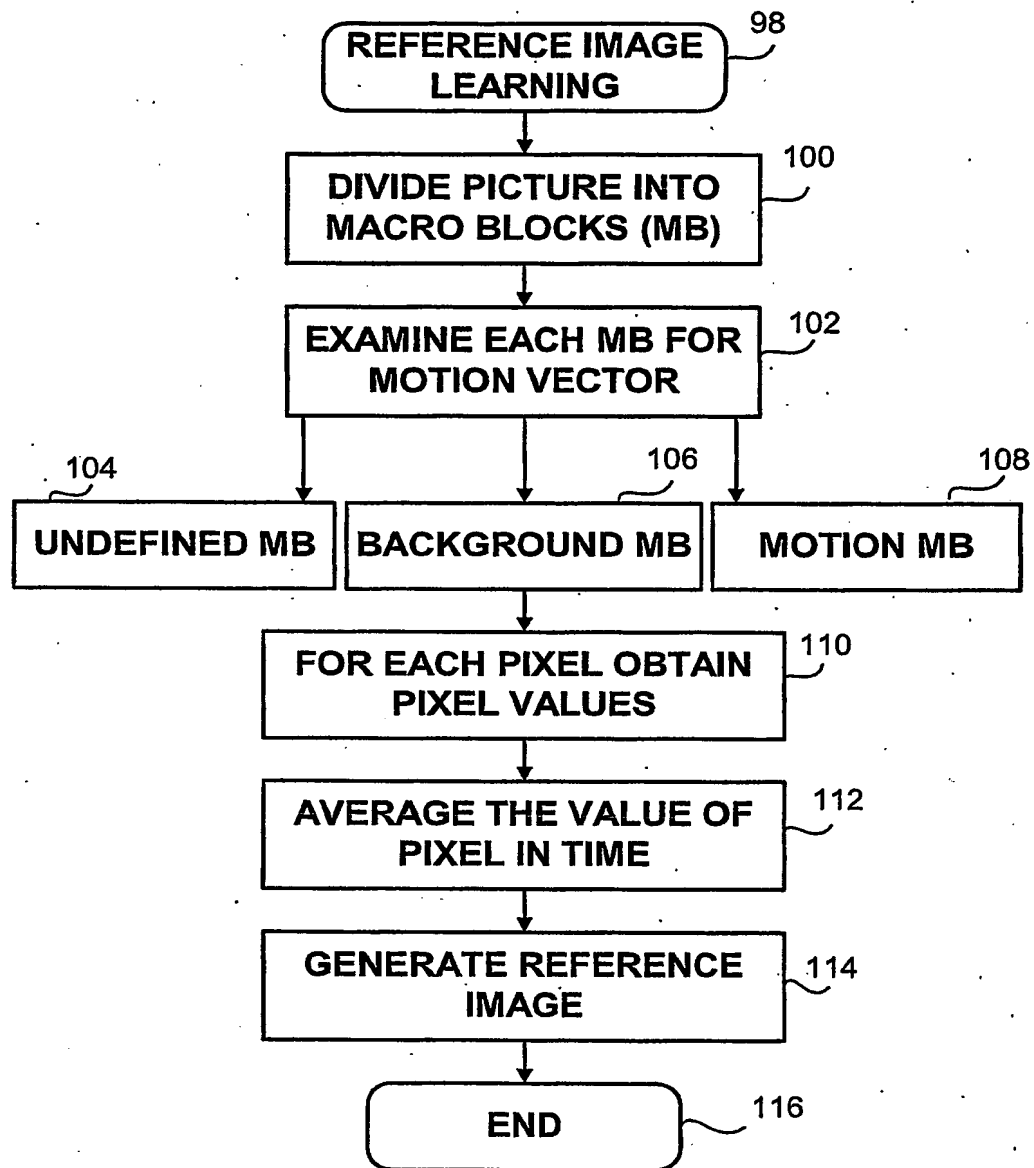 REFERENCE IMAGE
LEARNING
98
DIVIDE PICTURE INTO
MACRO BLOCKS (MB)
100
EXAMINE EACH MB FOR
MOTION VECTOR
102
104
UNDEFINED MB
106
BACKGROUND MB
108
MOTION MB
FOR EACH PIXEL OBTAIN
PIXEL VALUES
110
AVERAGE THE VALUE OF
PIXEL IN TIME
112
GENERATE REFERENCE
IMAGE
114
END
116